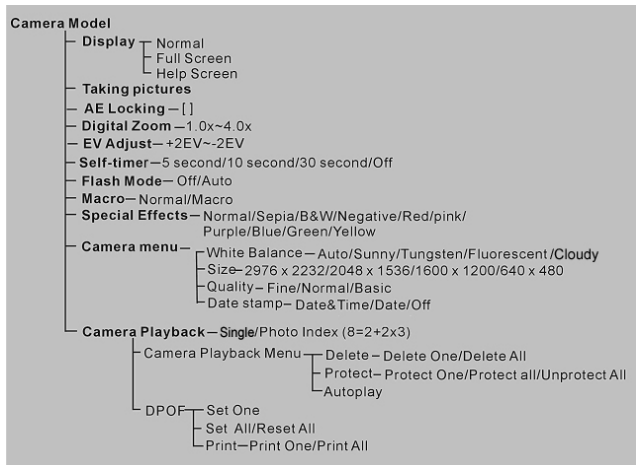 Camera Model
Display
Normal
Full Screen
Help Screen
Taking pictures
AE Locking – [ ]
Digital Zoom – 1.0x~4.0x
EV Adjust – +2EV~-2EV
Self-timer – 5 second/10 second/30 second/Off
Flash Mode – Off/Auto
Macro – Normal/Macro
Special Effects – Normal/Sepia/B&W/Negative/Red/pink/
Purple/Blue/Green/Yellow
Camera menu – White Balance – Auto/Sunny/Tungsten/Fluorescent/Cloudy
Size – 2976 x 2232/2048 x 1536/1600 x 1200/640 x 480
Quality – Fine/Normal/Basic
Date stamp – Date&Time/Date/Off
Camera Playback – Single/Photo Index (8=2+2x3)
Camera Playback Menu – Delete – Delete One/Delete All
Protect – Protect One/Protect all/Unprotect All
Autoplay
DPOF – Set One
Set All/Reset All
Print – Print One/Print All